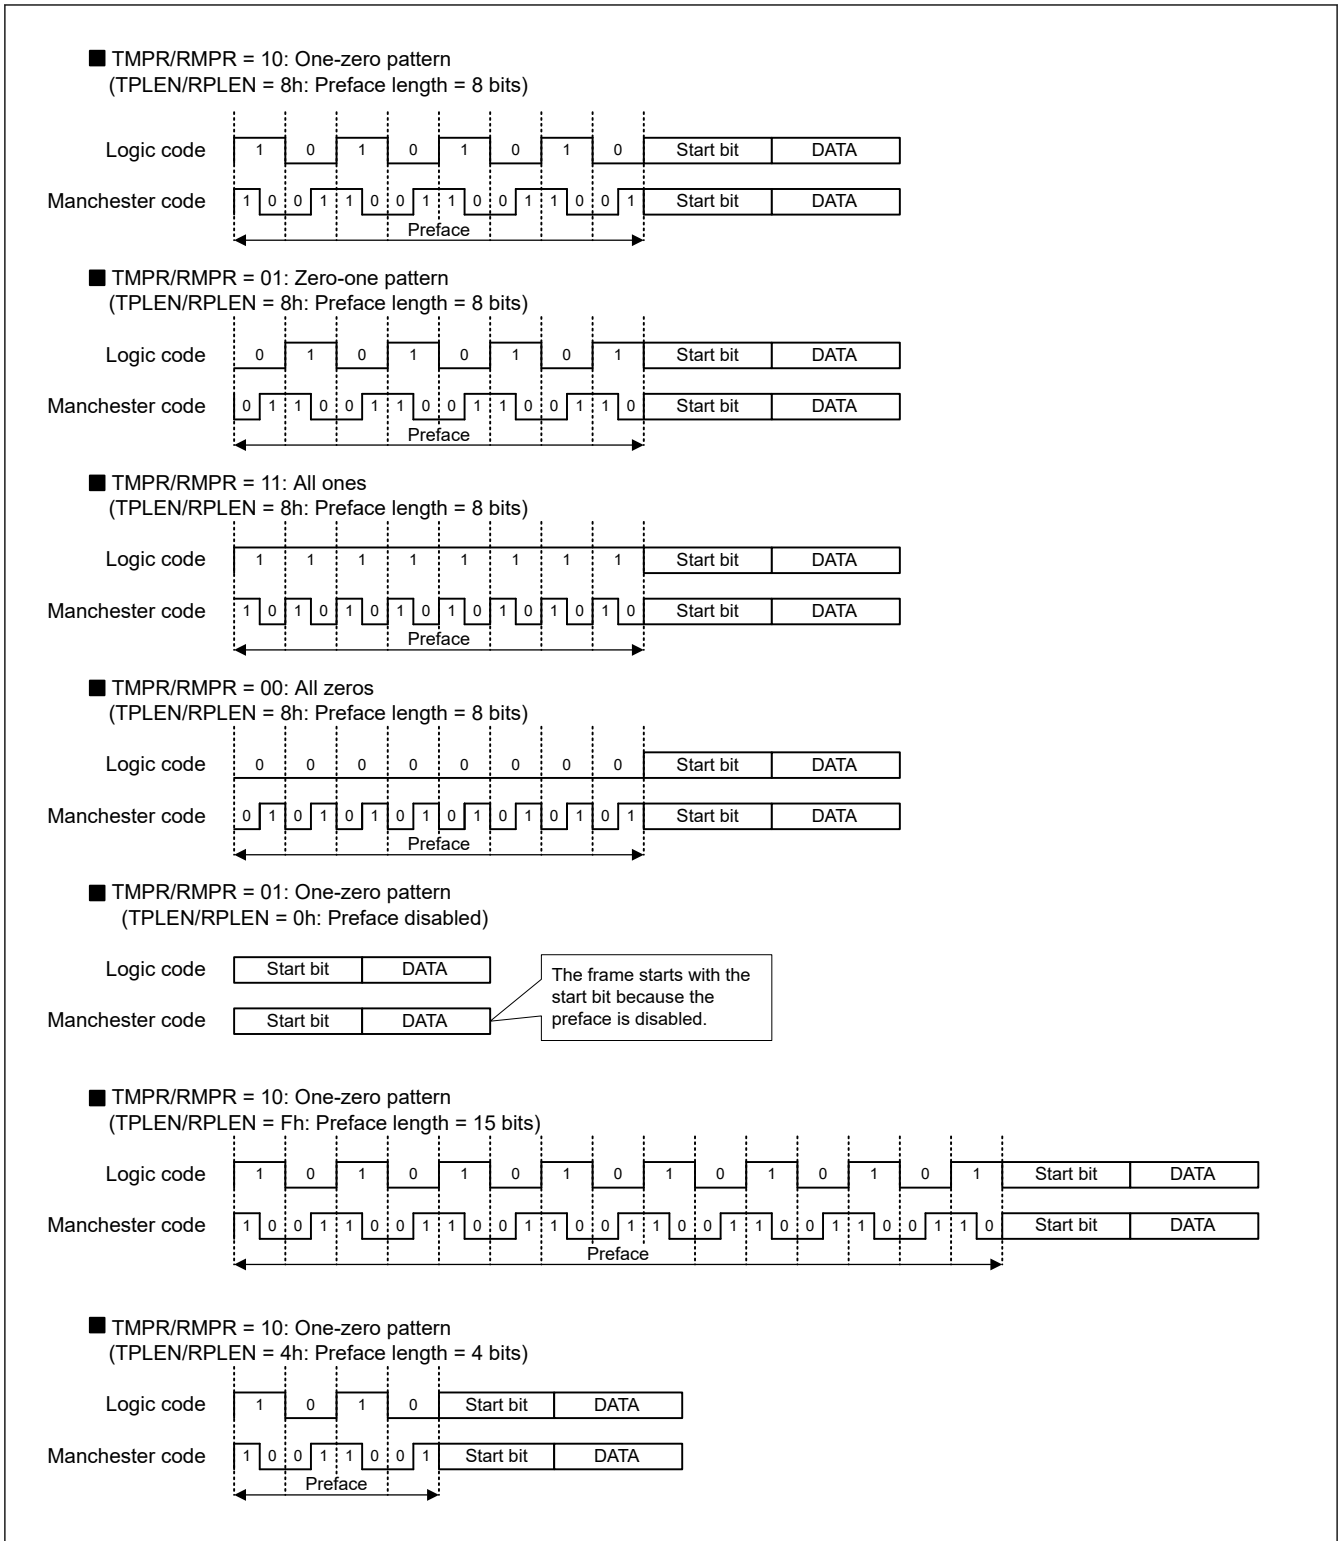 ■ TMPR/RMPR = 10: One-zero pattern
(TPLEN/RPLEN = 8h: Preface length = 8 bits)
Logic code 1 0 1 0 1 0 1 0 Start bit DATA
Manchester code 1 0 0 1 1 0 0 1 1 0 0 1 1 0 0 1 Start bit DATA
Preface
■ TMPR/RMPR = 01: Zero-one pattern
(TPLEN/RPLEN = 8h: Preface length = 8 bits)
Logic code 0 1 0 1 0 1 0 1 Start bit DATA
Manchester code 0 1 1 0 0 1 1 0 0 1 1 0 0 1 1 0 Start bit DATA
Preface
■ TMPR/RMPR = 11: All ones
(TPLEN/RPLEN = 8h: Preface length = 8 bits)
Logic code 1 1 1 1 1 1 1 1 Start bit DATA
Manchester code 1 0 1 0 1 0 1 0 1 0 1 0 1 0 1 0 Start bit DATA
Preface
■ TMPR/RMPR = 00: All zeros
(TPLEN/RPLEN = 8h: Preface length = 8 bits)
Logic code 0 0 0 0 0 0 0 0 Start bit DATA
Manchester code 0 1 0 1 0 1 0 1 0 1 0 1 0 1 0 1 Start bit DATA
Preface
■ TMPR/RMPR = 01: One-zero pattern
(TPLEN/RPLEN = 0h: Preface disabled)
Logic code Start bit DATA
Manchester code Start bit DATA
The frame starts with the
start bit because the
preface is disabled.
■ TMPR/RMPR = 10: One-zero pattern
(TPLEN/RPLEN = Fh: Preface length = 15 bits)
Logic code 1 0 1 0 1 0 1 0 1 0 1 0 1 0 1 Start bit DATA
Manchester code 1 0 0 1 1 0 0 1 1 0 0 1 1 0 0 1 1 0 0 1 1 0 0 1 1 0 0 1 1 0 Start bit DATA
Preface
■ TMPR/RMPR = 10: One-zero pattern
(TPLEN/RPLEN = 4h: Preface length = 4 bits)
Logic code 1 0 1 0 Start bit DATA
Manchester code 1 0 0 1 1 0 0 1 Start bit DATA
Preface